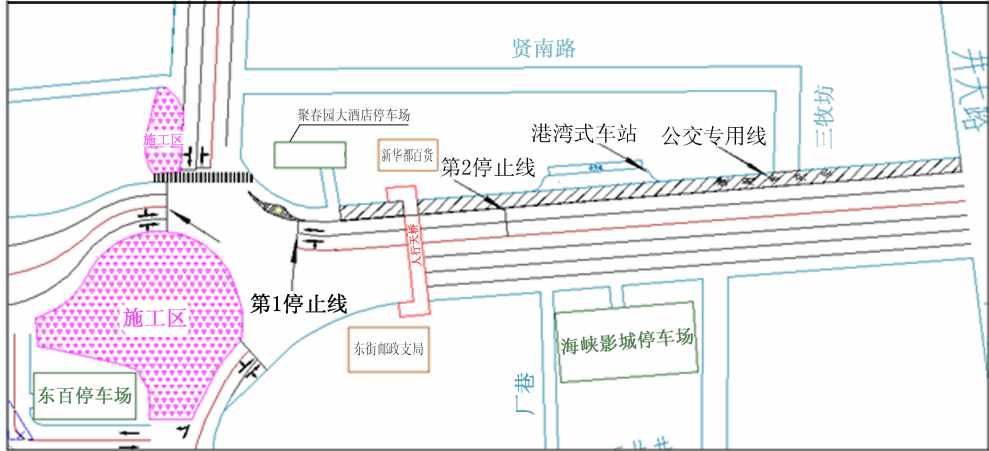 贤南路
井大路
三牧坊
聚春园大酒店停车场
港湾式车站
公交专用线
施工区
新华都百货
第2停止线
人行天桥
第1停止线
施工区
东街邮政支局
海峡影城停车场
东百停车场
厂巷